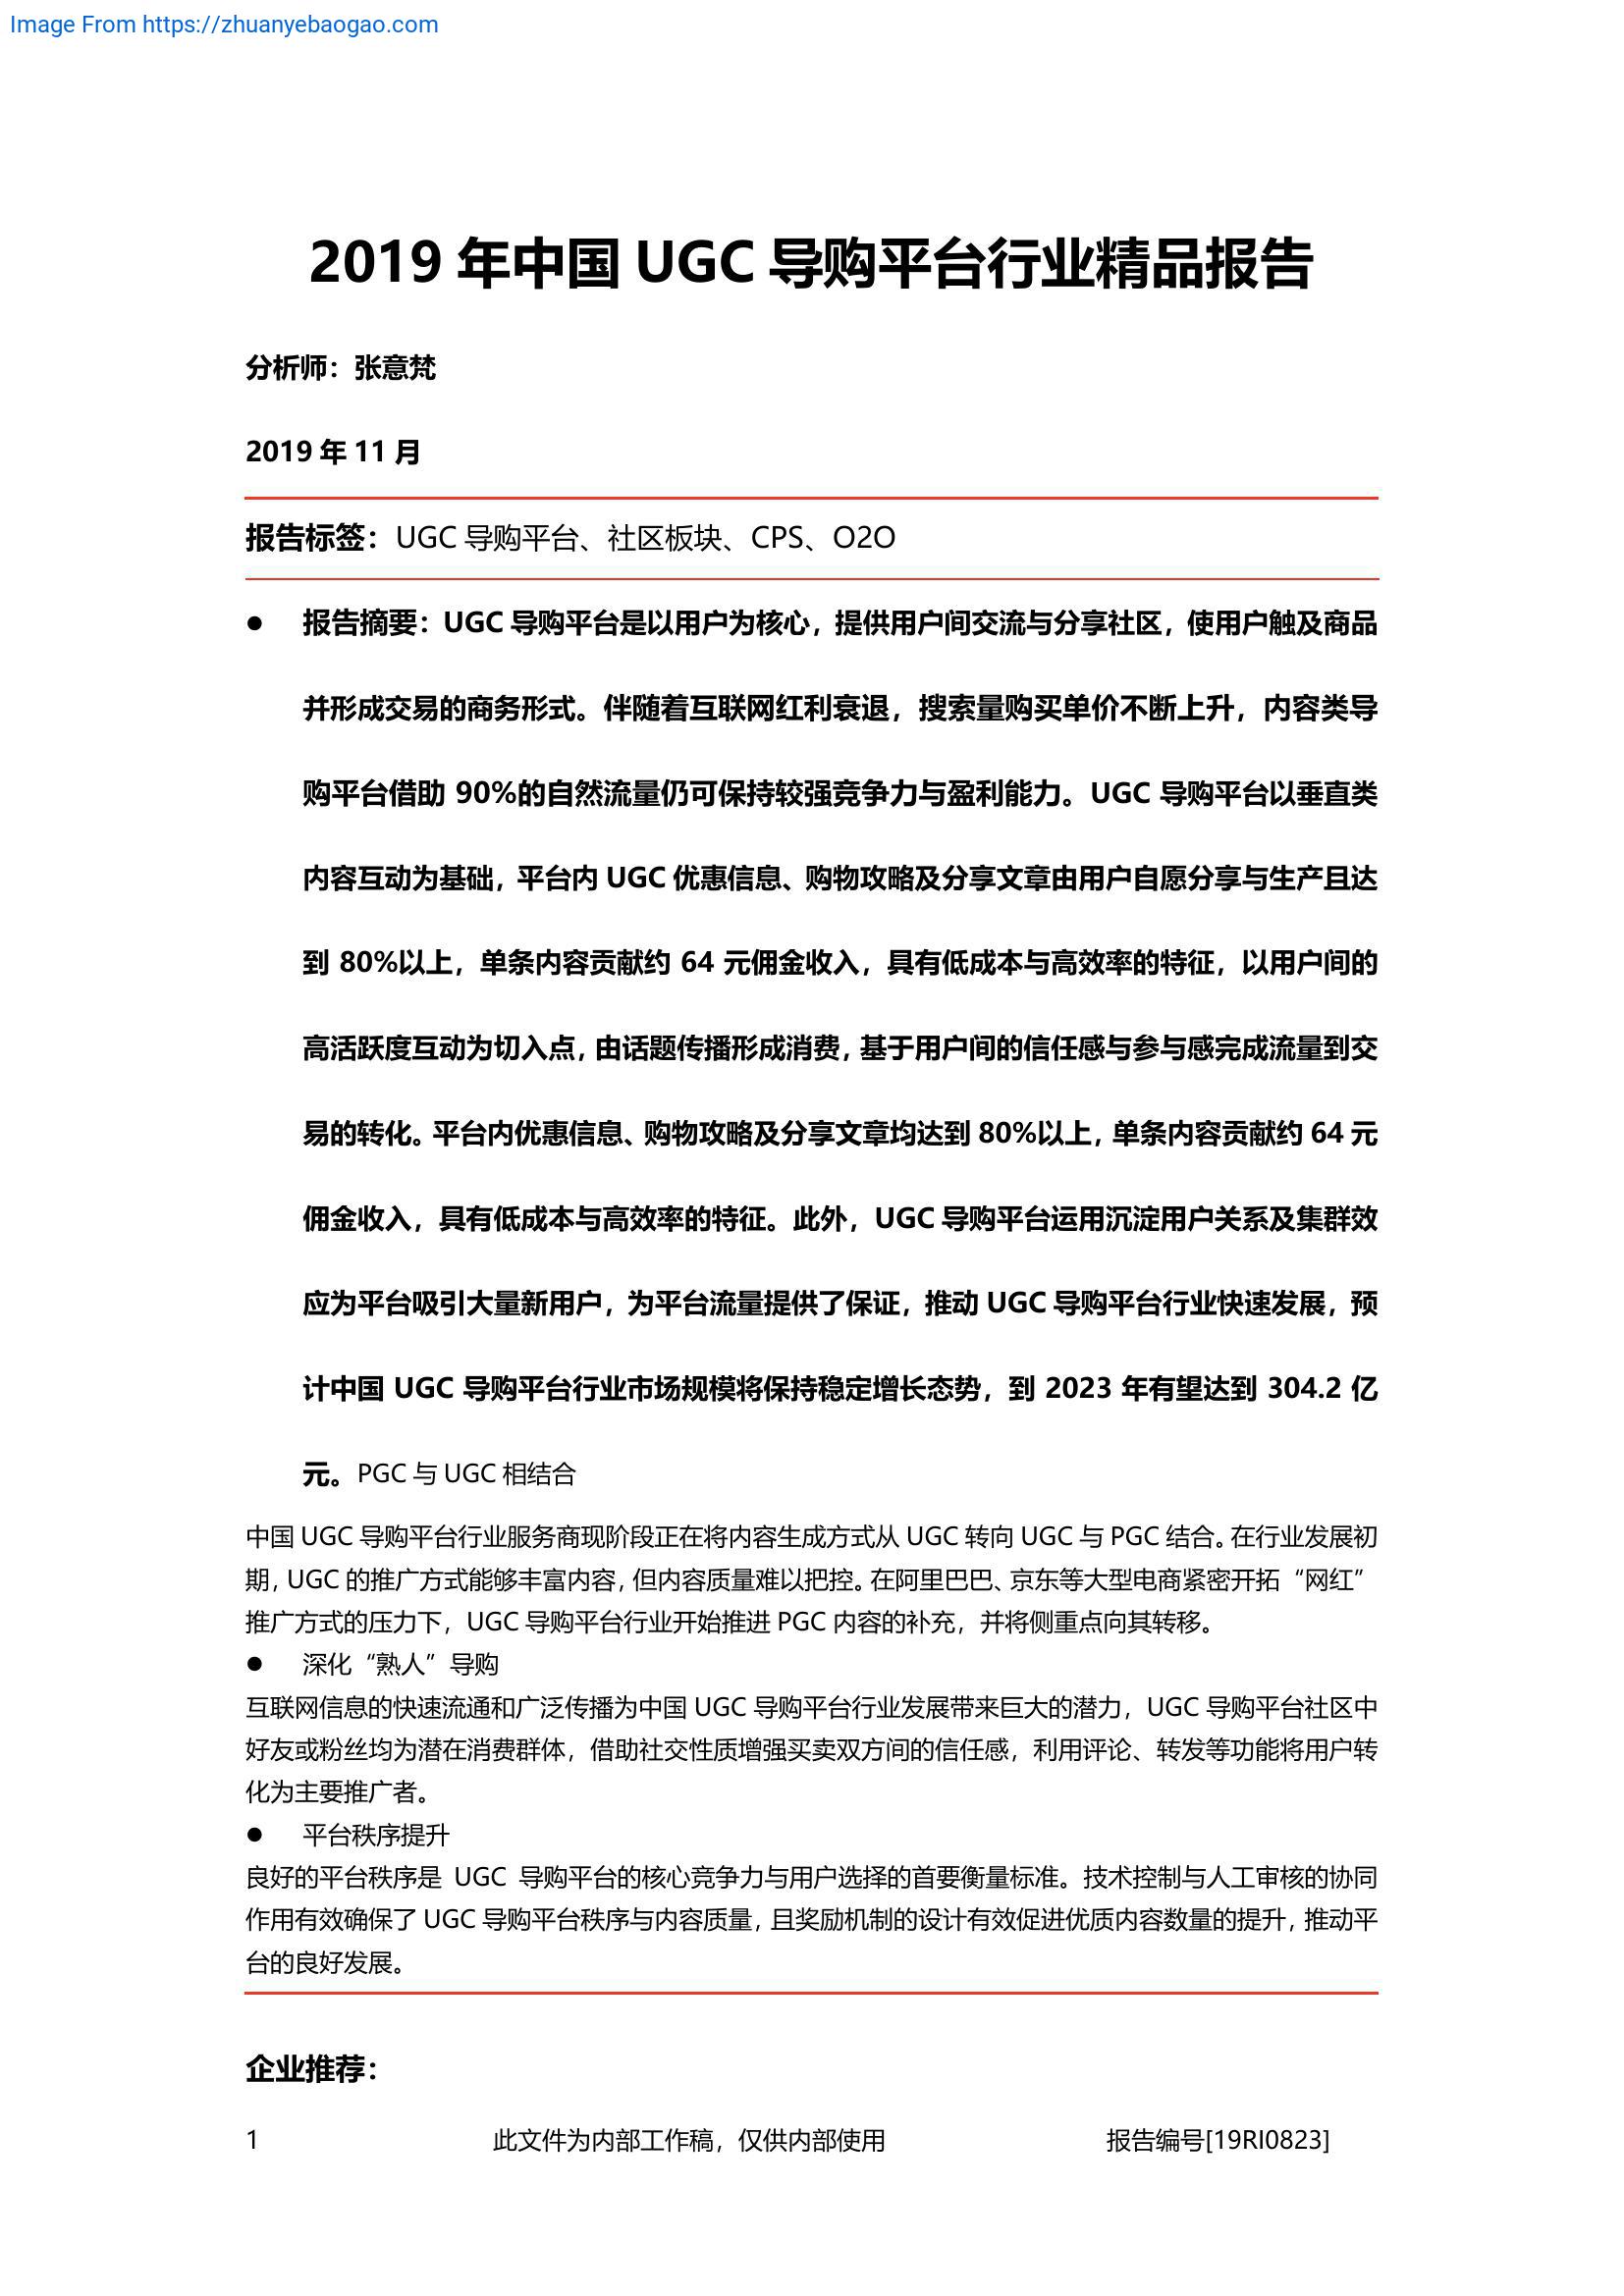 Image From https://zhuanyebaogao.com
2019 年中国 UGC 导购平台行业精品报告
分析师：张意梵
2019 年 11 月
报告标签：UGC 导购平台、社区板块、CPS、O2O
● 报告摘要：UGC 导购平台是以用户为核心，提供用户间交流与分享社区，使用户触及商品
并形成交易的商务形式。伴随着互联网红利衰退，搜索量购买单价不断上升，内容类导
购平台借助 90%的自然流量仍可保持较强竞争力与盈利能力。UGC 导购平台以垂直类
内容互动为基础，平台内 UGC 优惠信息、购物攻略及分享文章由用户自愿分享与生产且达
到 80%以上，单条内容贡献约 64 元佣金收入，具有低成本与高效率的特征，以用户间的
高活跃度互动为切入点，由话题传播形成消费，基于用户间的信任感与参与感完成流量到交
易的转化。平台内优惠信息、购物攻略及分享文章均达到 80%以上，单条内容贡献约 64 元
佣金收入，具有低成本与高效率的特征。此外，UGC 导购平台运用沉淀用户关系及集群效
应为平台吸引大量新用户，为平台流量提供了保证，推动 UGC 导购平台行业快速发展，预
计中国 UGC 导购平台行业市场规模将保持稳定增长态势，到 2023 年有望达到 304.2 亿
元。PGC 与 UGC 相结合
中国 UGC 导购平台行业服务商现阶段正在将内容生成方式从 UGC 转向 UGC 与 PGC 结合。在行业发展初
期，UGC 的推广方式能够丰富内容，但内容质量难以把控。在阿里巴巴、京东等大型电商紧密开拓“网红”
推广方式的压力下，UGC 导购平台行业开始推进 PGC 内容的补充，并将侧重点向其转移。
● 深化“熟人”导购
互联网信息的快速流通和广泛传播为中国 UGC 导购平台行业发展带来巨大的潜力，UGC 导购平台社区中
好友或粉丝均为潜在消费群体，借助社交性质增强买卖双方间的信任感，利用评论、转发等功能将用户转
化为主要推广者。
● 平台秩序提升
良好的平台秩序是 UGC 导购平台的核心竞争力与用户选择的首要衡量标准。技术控制与人工审核的协同
作用有效确保了 UGC 导购平台秩序与内容质量，且奖励机制的设计有效促进优质内容数量的提升，推动平
台的良好发展。
企业推荐：
1 此文件为内部工作稿，仅供内部使用 报告编号[19RI0823]